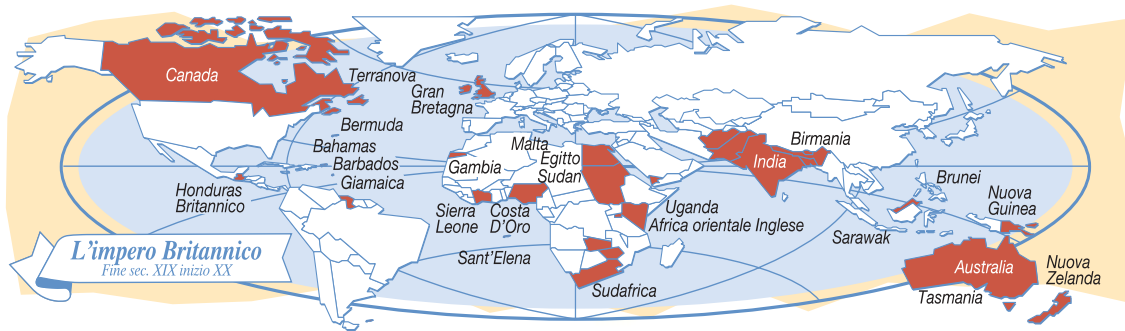 Canada
Terranova
Gran
Bretagna
Bermuda
Bahamas
Barbados
Giamaica
Honduras
Britannico
Gambia
Malta
Egitto
Sudan
Sierra
Leone
Costa
D'Oro
Sant'Elena
Uganda
Africa orientale Inglese
Sudafrica
Birmania
India
Brunei
Sarawak
Nuova
Guinea
Australia
Tasmania
Nuova
Zelanda
L'impero Britannico
Fine sec. XIX inizio XX